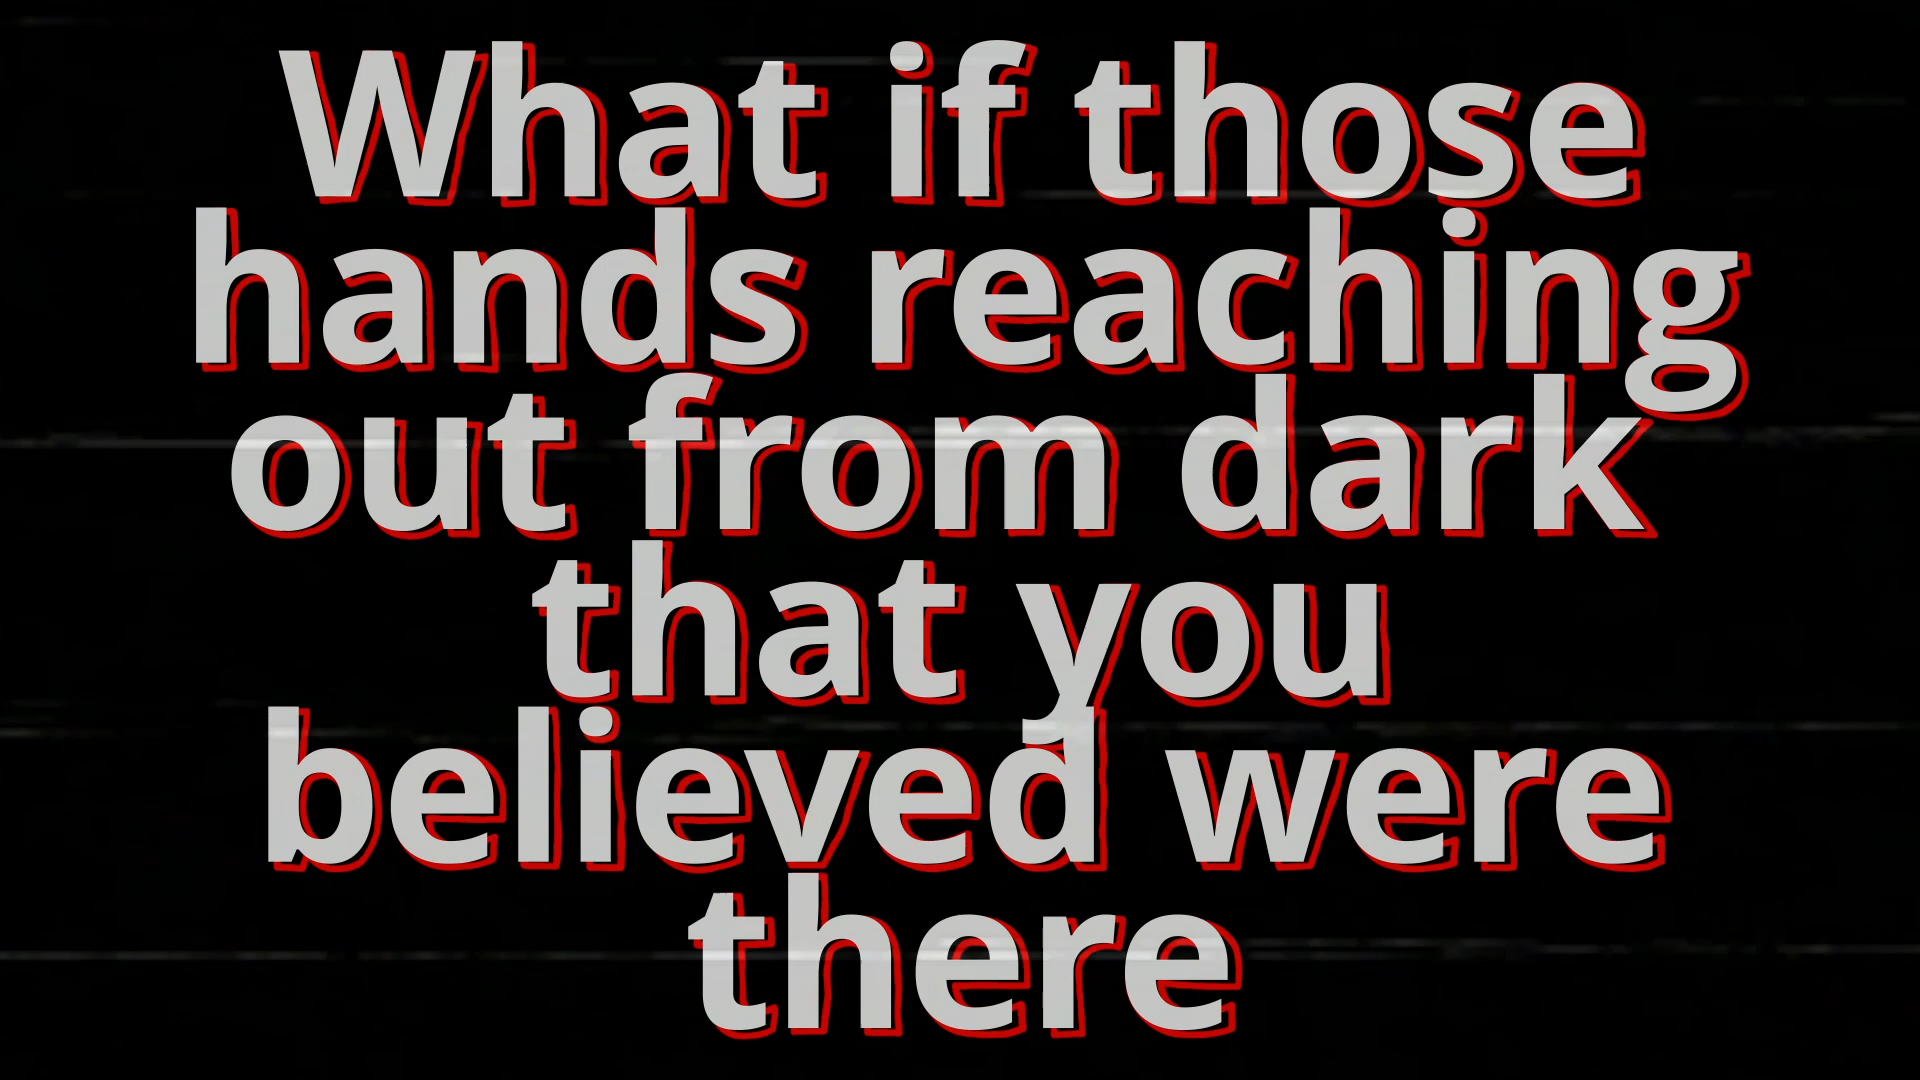 What if those
hands reaching
out from dark
that you
believed were
there